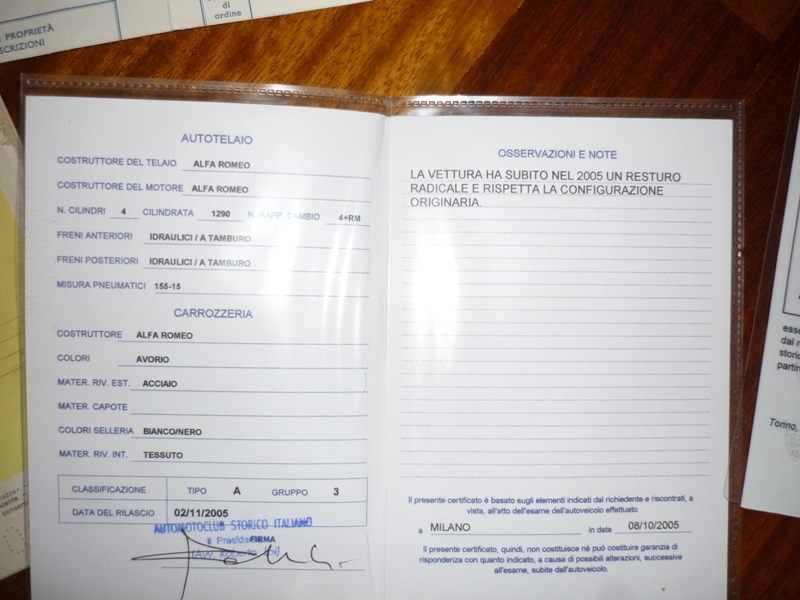 PROPRIETÀ
di
ordine
AUTOTELAIO
COSTRUTTORE DEL TELAIO ALFA ROMEO
COSTRUTTORE DEL MOTORE ALFA ROMEO
N. CILINDRI 4 CILINDRATA 1290 N. RAPP. CAMBIO 4+RM
FRENI ANTERIORI IDRAULICI / A TAMBURO
FRENI POSTERIORI IDRAULICI / A TAMBURO
MISURA PNEUMATICI 155-15
CARROZZERIA
COSTRUTTORE ALFA ROMEO
COLORI AVORIO
MATER. RIV. EST. ACCIAIO
MATER. CAPOTE
COLORI SELLERIA BIANCO/NERO
MATER. RIV. INT. TESSUTO
CLASSIFICAZIONE TIPO A GRUPPO 3
DATA DEL RILASCIO 02/11/2005
AUTOMOTOCLUB STORICO ITALIANO
Il Presidente
FIRMA
OSSERVAZIONI E NOTE
LA VETTURA HA SUBITO NEL 2005 UN RESTURO
RADICALE E RISPETTA LA CONFIGURAZIONE
ORIGINARIA.
Il presente certificato è basato sugli elementi indicati dal richiedente e riscontrati, a
vista, all'atto dell'esame dell'autoveicolo effettuato
a MILANO in data 08/10/2005
Il presente certificato, quindi, non costituisce nè può costituire garanzia di
rispondenza con quanto indicato, a causa di possibili alterazioni, successive
all'esame, subite dall'autoveicolo.
Torino,